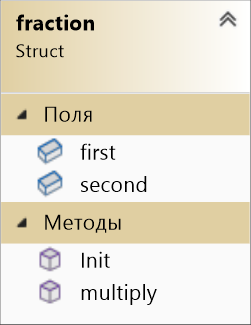 fraction
Struct
Поля
first
second
Методы
Init
multiply